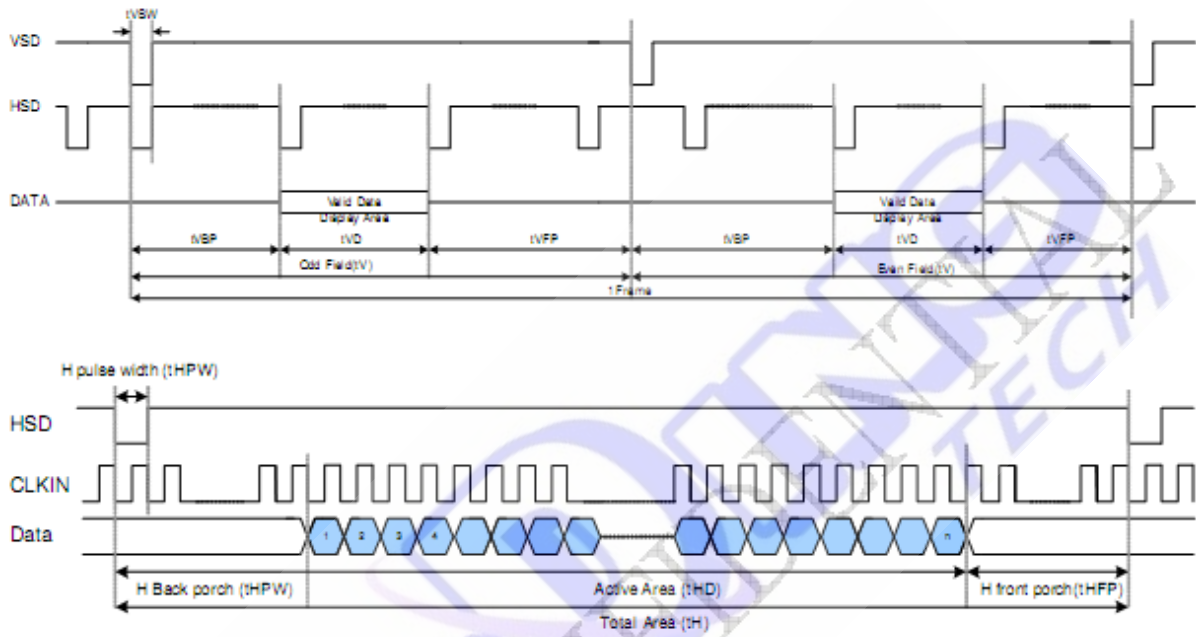 tVSW
VSD
HSD
DATA
Valid Data
Display Area
Valid Data
Display Area
tVBP tVD tVFP tVBP tVD tVFP
Odd Field(tV) Even Field(tV)
1 Frame
H pulse width (tHPW)
HSD
CLKIN
Data
1 2 3 4 n
H Back porch (tHPW) Active Area (tHD) H front porch(tHFP)
Total Area (tH)
TECH